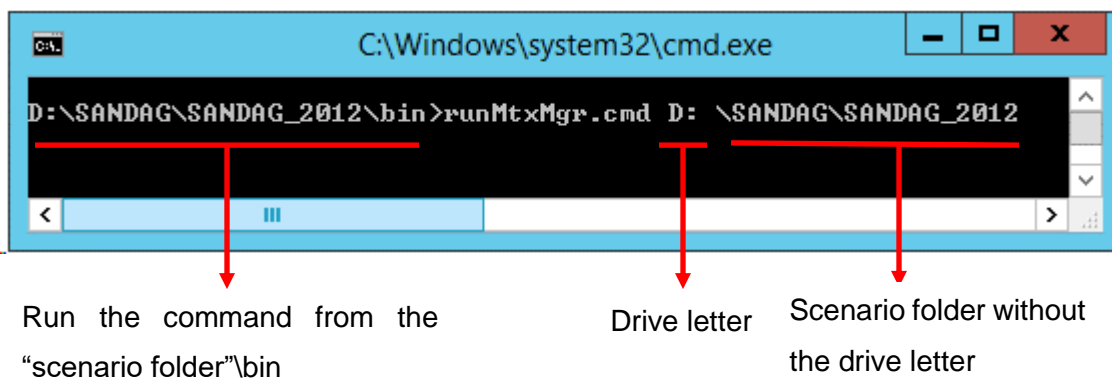 C:\Windows\system32\cmd.exe
D:\SANDAG\SANDAG_2012\bin>runMtxMgr.cmd D: \SANDAG\SANDAG_2012
Run the command from the
“scenario folder”\bin
Drive letter
Scenario folder without
the drive letter